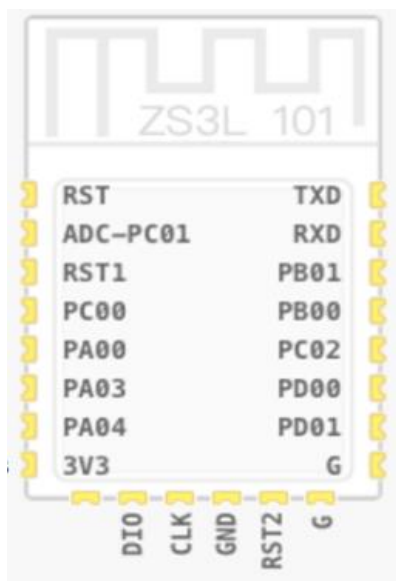 ZS3L 101
RST TXD
ADC-PC01 RXD
RST1 PB01
PC00 PB00
PA00 PC02
PA03 PD00
PA04 PD01
3V3 G
DIO CLK GND RST2 G